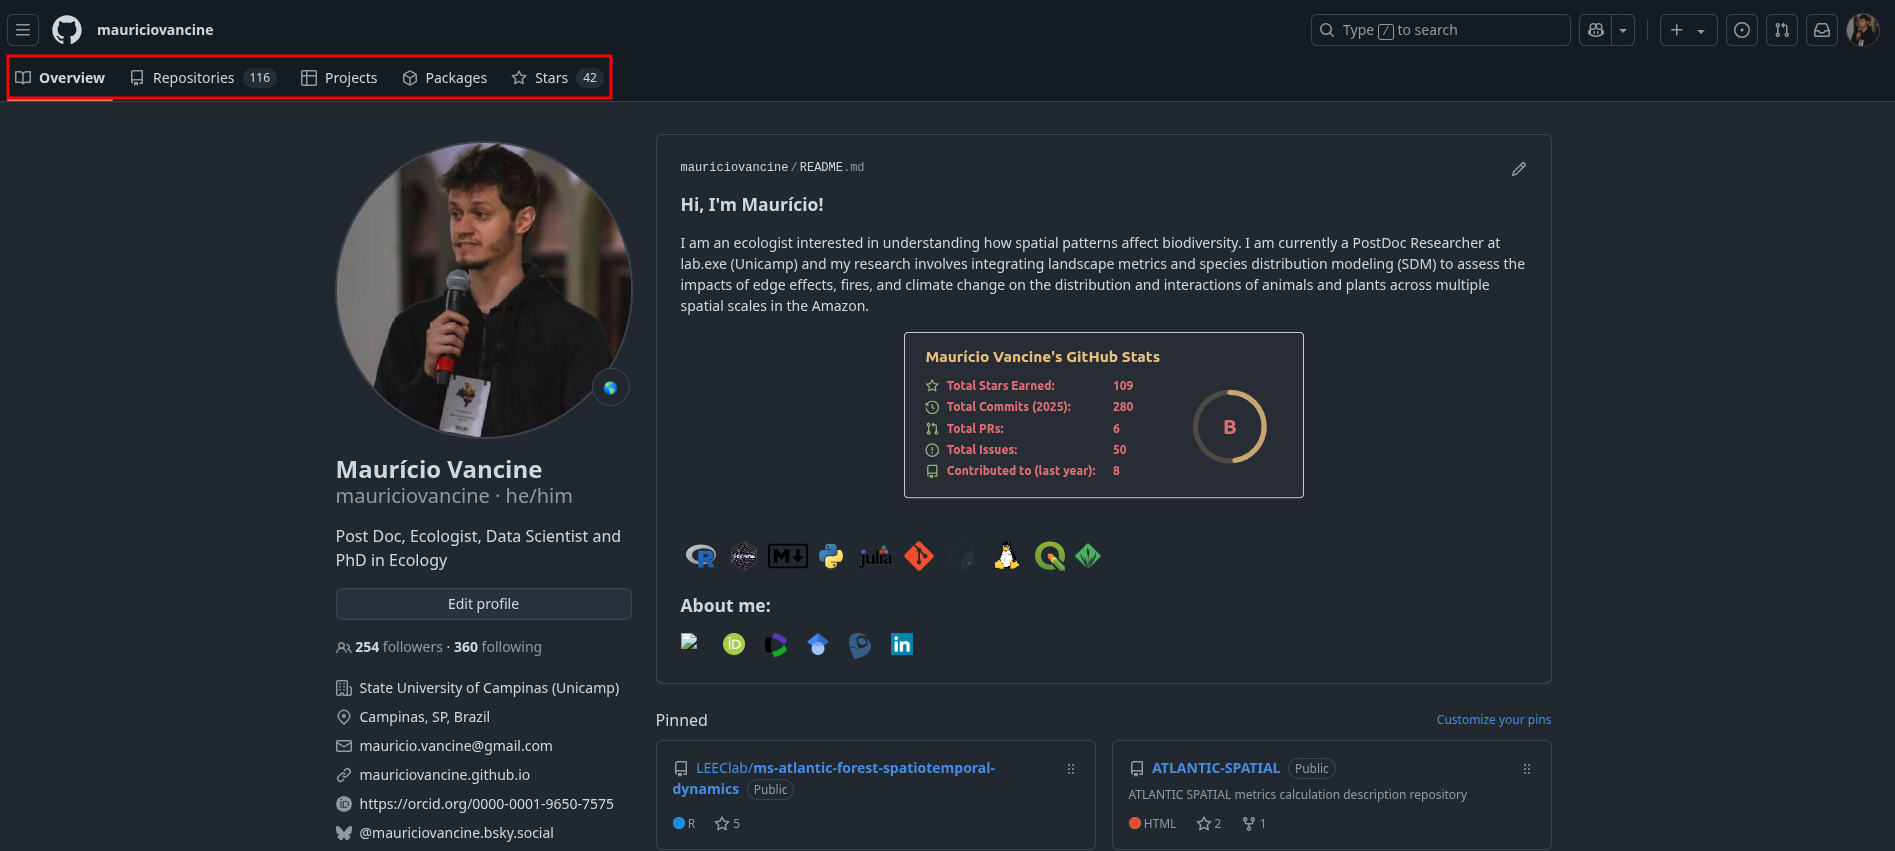 mauriciovancine
Type / to search
Overview Repositories 116 Projects Packages Stars 42
mauriciovancine/README.md
Hi, I'm Maurício!
I am an ecologist interested in understanding how spatial patterns affect biodiversity. I am currently a PostDoc Researcher at
lab.exe (Unicamp) and my research involves integrating landscape metrics and species distribution modeling (SDM) to assess the
impacts of edge effects, fires, and climate change on the distribution and interactions of animals and plants across multiple
spatial scales in the Amazon.
Maurício Vancine's GitHub Stats
Total Stars Earned: 109
Total Commits (2025): 280
Total PRs: 6
Total Issues: 50
Contributed to (last year): 8
B
R
M
julia
About me:
iD
in
Maurício Vancine
mauriciovancine · he/him
Post Doc, Ecologist, Data Scientist and
PhD in Ecology
Edit profile
254 followers · 360 following
State University of Campinas (Unicamp)
Campinas, SP, Brazil
mauricio.vancine@gmail.com
mauriciovancine.github.io
iD https://orcid.org/0000-0001-9650-7575
@mauriciovancine.bsky.social
Pinned
Customize your pins
LEEClab/ms-atlantic-forest-spatiotemporal-
dynamics Public
R 5
ATLANTIC-SPATIAL Public
ATLANTIC SPATIAL metrics calculation description repository
HTML 2 1